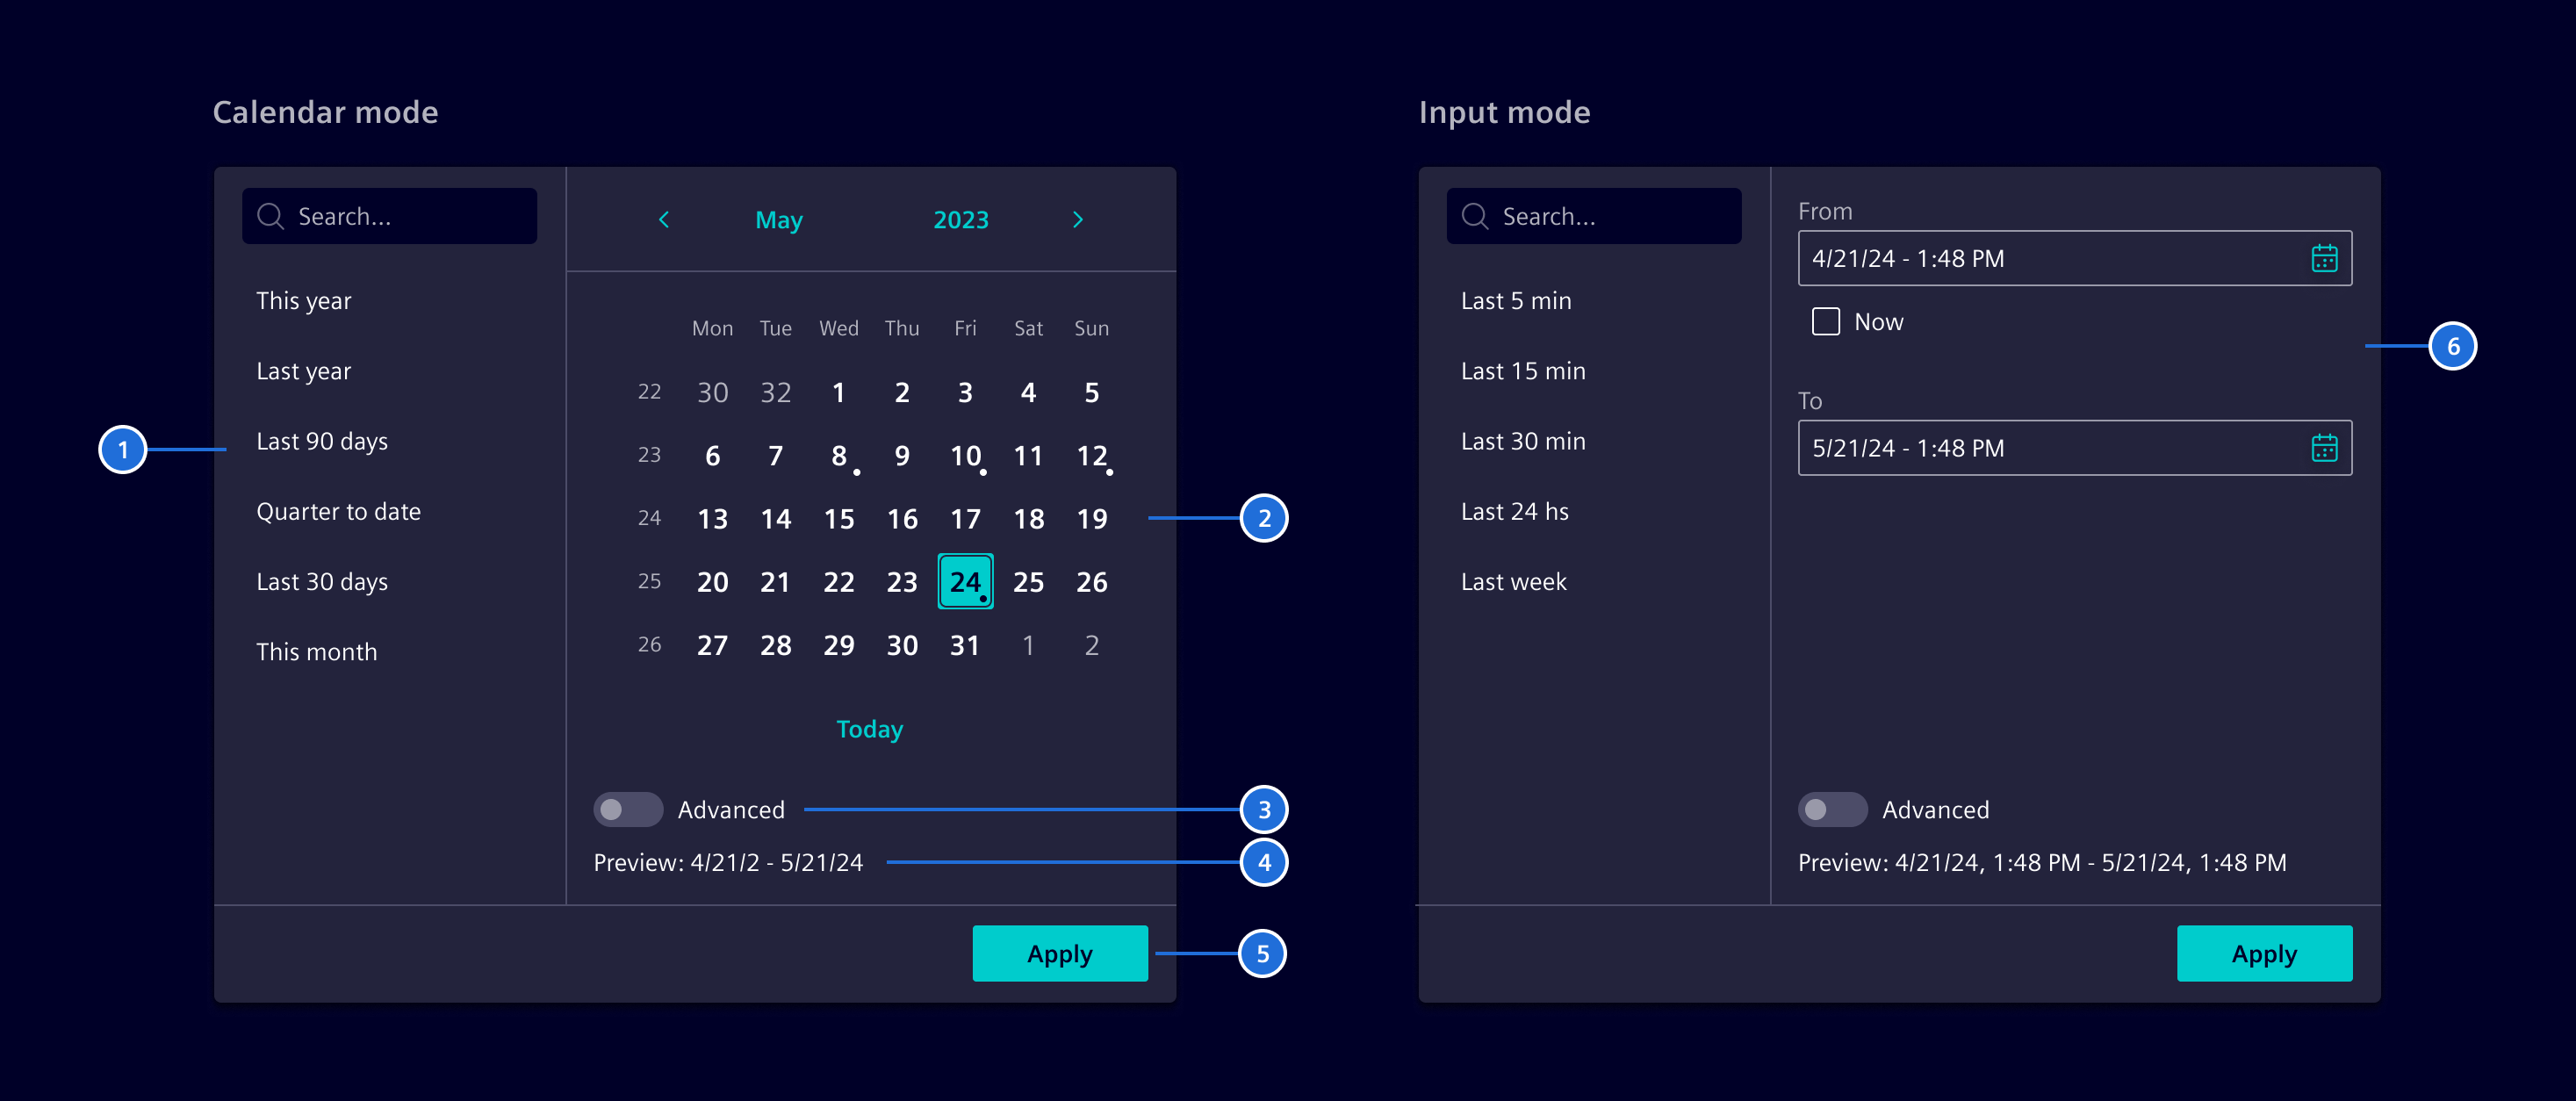 Calendar mode
Search...
This year
Last year
Last 90 days
Quarter to date
Last 30 days
This month
May 2023
Mon Tue Wed Thu Fri Sat Sun
22 30 32 1 2 3 4 5
23 6 7 8 9 10 11 12
24 13 14 15 16 17 18 19
25 20 21 22 23 24 25 26
26 27 28 29 30 31 1 2
Today
Advanced
Preview: 4/21/2 - 5/21/24
Apply
1
2
3
4
5
Input mode
Search...
Last 5 min
Last 15 min
Last 30 min
Last 24 hs
Last week
From
4/21/24 - 1:48 PM
Now
To
5/21/24 - 1:48 PM
Advanced
Preview: 4/21/24, 1:48 PM - 5/21/24, 1:48 PM
Apply
6